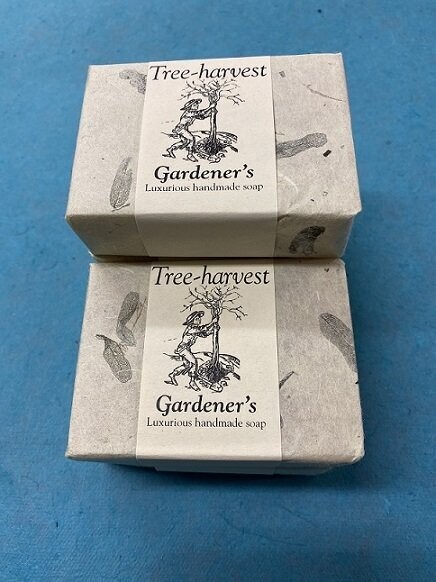 Tree-harvest
Gardener's
Luxurious handmade soap
Tree-harvest
Gardener's
Luxurious handmade soap